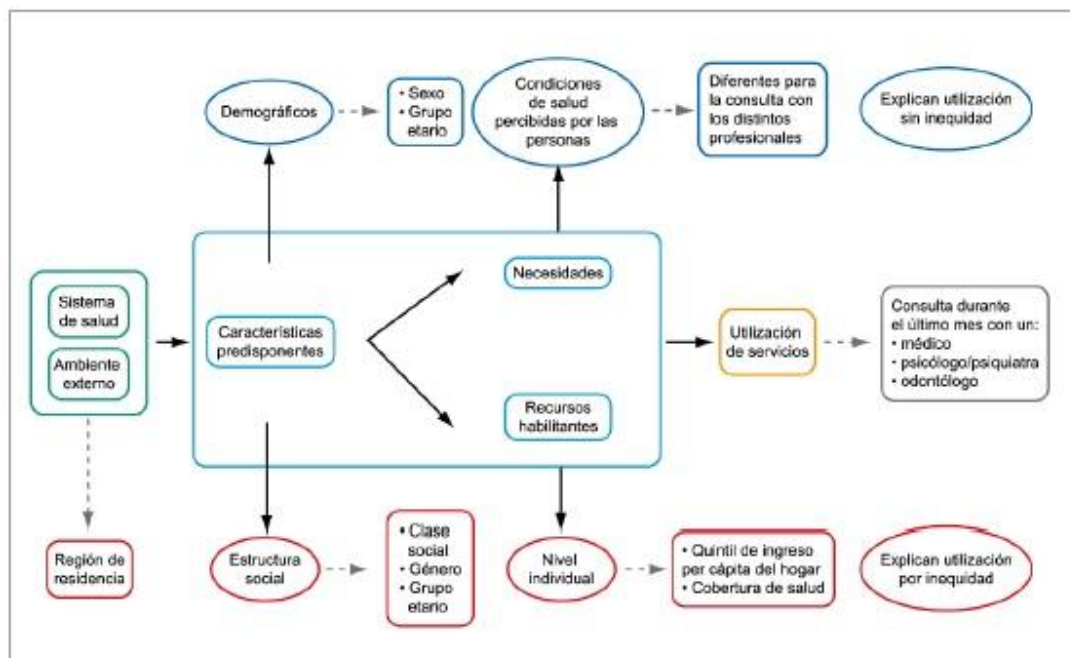 Demográficos
• Sexo
• Grupo
etario
Condiciones
de salud
percibidas por las
personas
Diferentes para
la consulta con
los distintos
profesionales
Explican utilización
sin inequidad
Sistema
de salud
Ambiente
externo
Características
predisponentes
Necesidades
Recursos
habilitantes
Utilización
de servicios
Consulta durante
el último mes con un:
• médico
• psicólogo/psiquiatra
• odontólogo
Región de
residencia
Estructura
social
• Clase
social
• Género
• Grupo
etario
Nivel
individual
• Quintil de ingreso
per cápita del hogar
• Cobertura de salud
Explican utilización
por inequidad